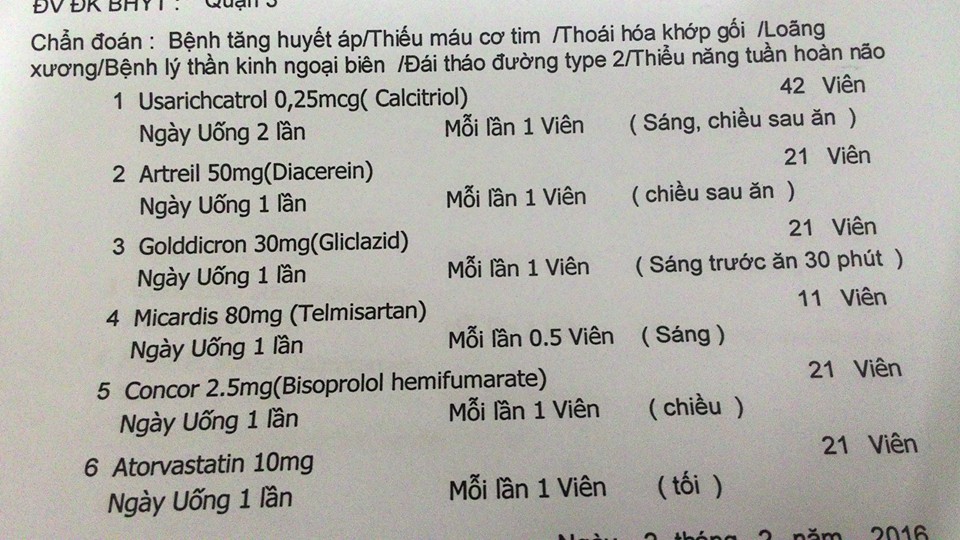 ĐV ĐK BHYT : Quận 3
Chẩn đoán : Bệnh tăng huyết áp/Thiếu máu cơ tim /Thoái hóa khớp gối /Loãng
xương/Bệnh lý thần kinh ngoại biên /Đái tháo đường type 2/Thiểu năng tuần hoàn não
1 Usarichcatrol 0,25mcg( Calcitriol) 42 Viên
Ngày Uống 2 lần Mỗi lần 1 Viên ( Sáng, chiều sau ăn )
2 Artreil 50mg(Diacerein) 21 Viên
Ngày Uống 1 lần Mỗi lần 1 Viên ( chiều sau ăn )
3 Golddicron 30mg(Gliclazid) 21 Viên
Ngày Uống 1 lần Mỗi lần 1 Viên ( Sáng trước ăn 30 phút )
4 Micardis 80mg (Telmisartan) 11 Viên
Ngày Uống 1 lần Mỗi lần 0.5 Viên ( Sáng )
5 Concor 2.5mg(Bisoprolol hemifumarate) 21 Viên
Ngày Uống 1 lần Mỗi lần 1 Viên ( chiều )
6 Atorvastatin 10mg 21 Viên
Ngày Uống 1 lần Mỗi lần 1 Viên ( tối )
Ngày 2 tháng 2 năm 2016